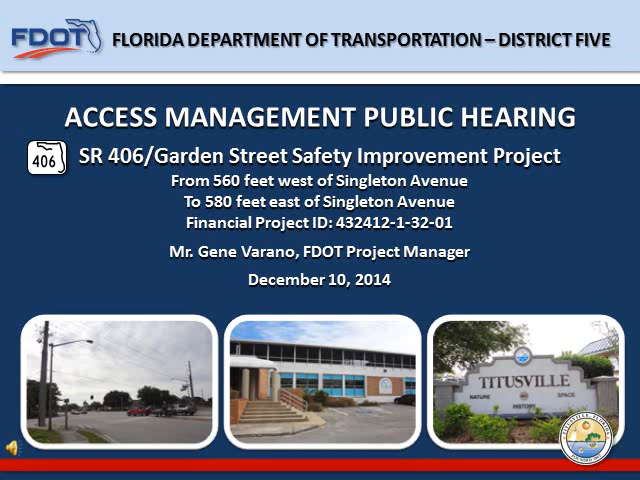 FDOT
FLORIDA DEPARTMENT OF TRANSPORTATION – DISTRICT FIVE
ACCESS MANAGEMENT PUBLIC HEARING
406
SR 406/Garden Street Safety Improvement Project
From 560 feet west of Singleton Avenue
To 580 feet east of Singleton Avenue
Financial Project ID: 432412-1-32-01
Mr. Gene Varano, FDOT Project Manager
December 10, 2014
TITUSVILLE
NATURE SPACE
HISTORY